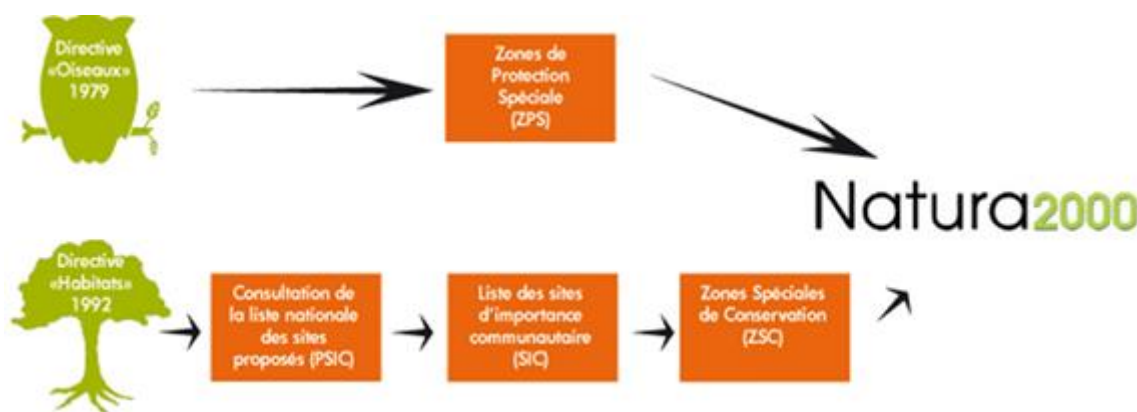 Directive
«Oiseaux»
1979
Zones de
Protection
Spéciale
(ZPS)
Natura2000
Directive
«Habitats»
1992
Consultation de
la liste nationale
des sites
proposés (PSIC)
Liste des sites
d'importance
communautaire
(SIC)
Zones Spéciales
de Conservation
(ZSC)